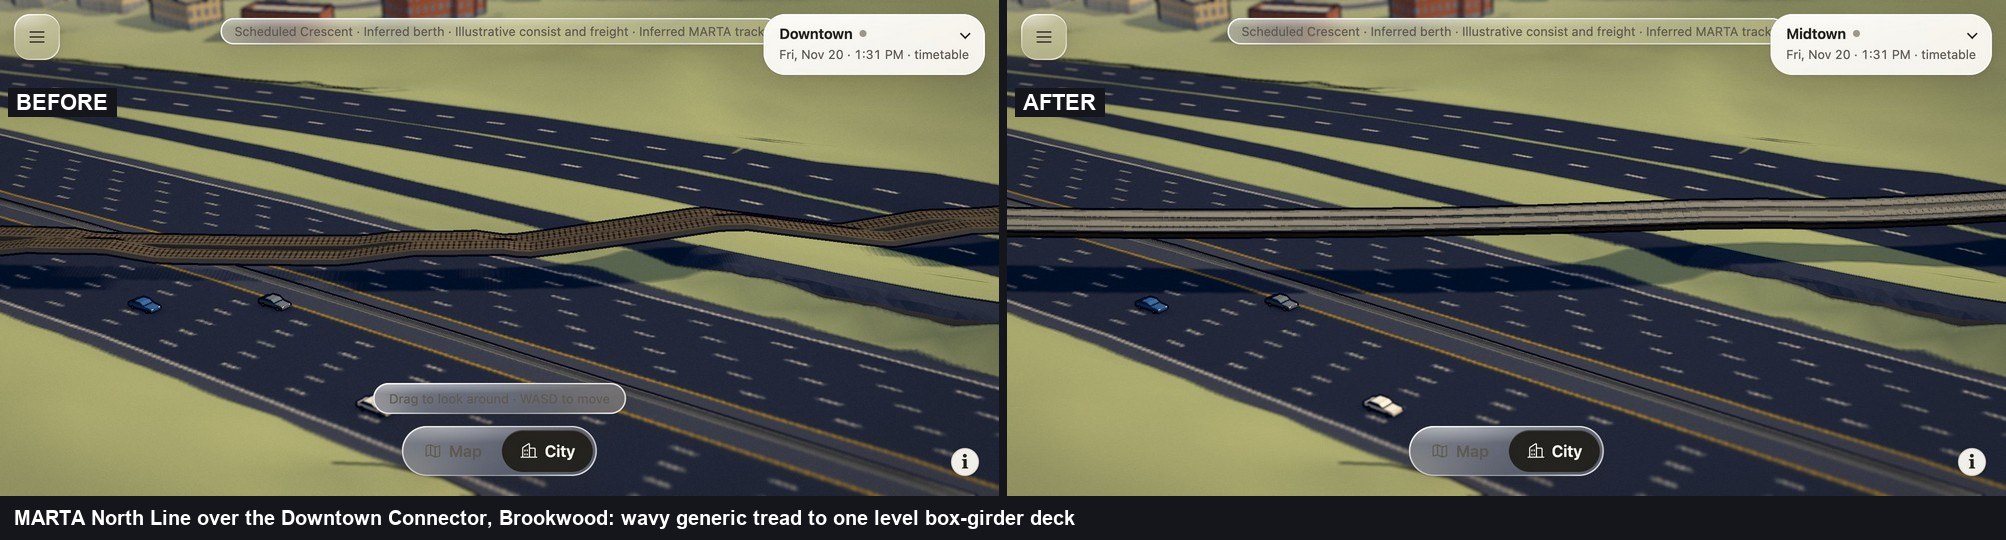 Scheduled Crescent · Inferred berth · Illustrative consist and freight · Inferred MARTA track
Downtown
Fri, Nov 20 · 1:31 PM · timetable
BEFORE
Drag to look around · WASD to move
Map
City
Scheduled Crescent · Inferred berth · Illustrative consist and freight · Inferred MARTA track
Midtown
Fri, Nov 20 · 1:31 PM · timetable
AFTER
Map
City
MARTA North Line over the Downtown Connector, Brookwood: wavy generic tread to one level box-girder deck